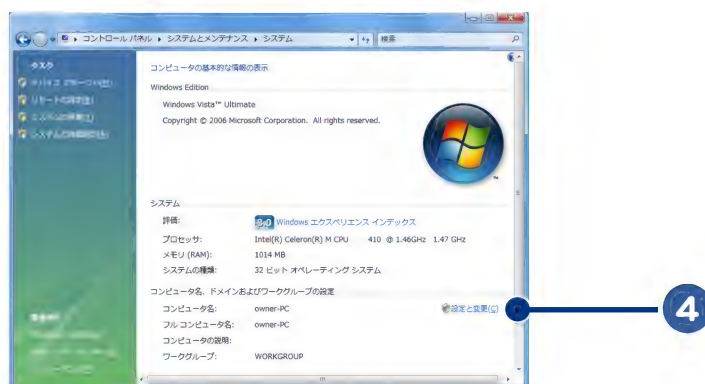 コントロール パネル ▸ システムとメンテナンス ▸ システム
検索
タスク
コンピュータの基本的な情報の表示
Windows Edition
Windows Vista™ Ultimate
Copyright © 2006 Microsoft Corporation. All rights reserved.
TM
システム
評価: Windows エクスペリエンス インデックス
プロセッサ: Intel(R) Celeron(R) M CPU 410 @ 1.46GHz 1.47 GHz
メモリ (RAM): 1014 MB
システムの種類: 32 ビット オペレーティング システム
コンピュータ名、ドメインおよびワークグループの設定
コンピュータ名: owner-PC 設定と変更(C)
4
フル コンピュータ名: owner-PC
コンピュータの説明:
ワークグループ: WORKGROUP